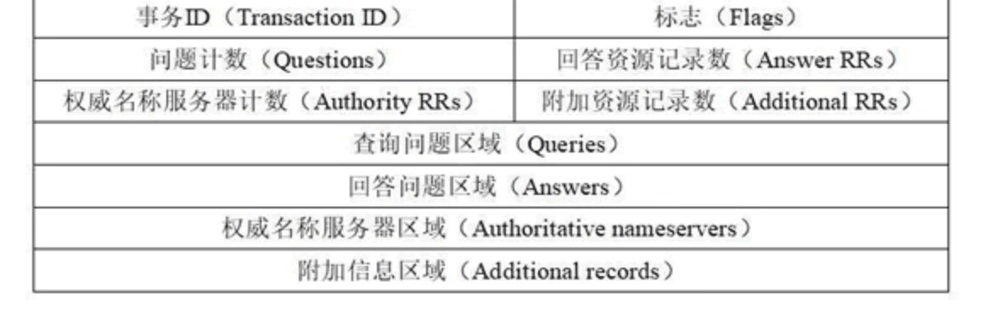 事务ID（Transaction ID）
标志（Flags）
问题计数（Questions）
回答资源记录数（Answer RRs）
权威名称服务器计数（Authority RRs）
附加资源记录数（Additional RRs）
查询问题区域（Queries）
回答问题区域（Answers）
权威名称服务器区域（Authoritative nameservers）
附加信息区域（Additional records）